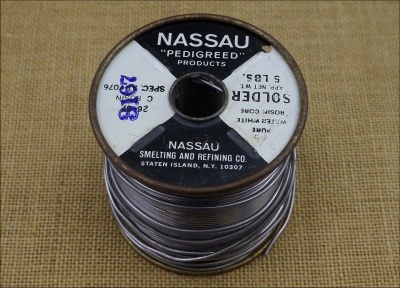 NASSAU
"PEDIGREED"
PRODUCTS
SOLDER
APP. NET WT.
5 LBS.
PURE
WATER WHITE
ROSIN CORE
NASSAU
SMELTING AND REFINING CO.
STATEN ISLAND, N.Y. 10307
SPEC.